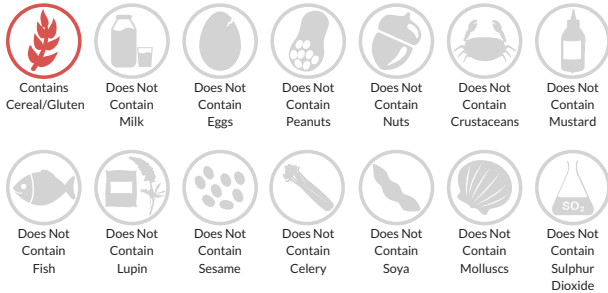 Contains
Cereal/Gluten
Does Not
Contain
Milk
Does Not
Contain
Eggs
Does Not
Contain
Peanuts
Does Not
Contain
Nuts
Does Not
Contain
Crustaceans
Does Not
Contain
Mustard
Does Not
Contain
Fish
Does Not
Contain
Lupin
Does Not
Contain
Sesame
Does Not
Contain
Celery
Does Not
Contain
Soya
Does Not
Contain
Molluscs
SO₂
Does Not
Contain
Sulphur
Dioxide